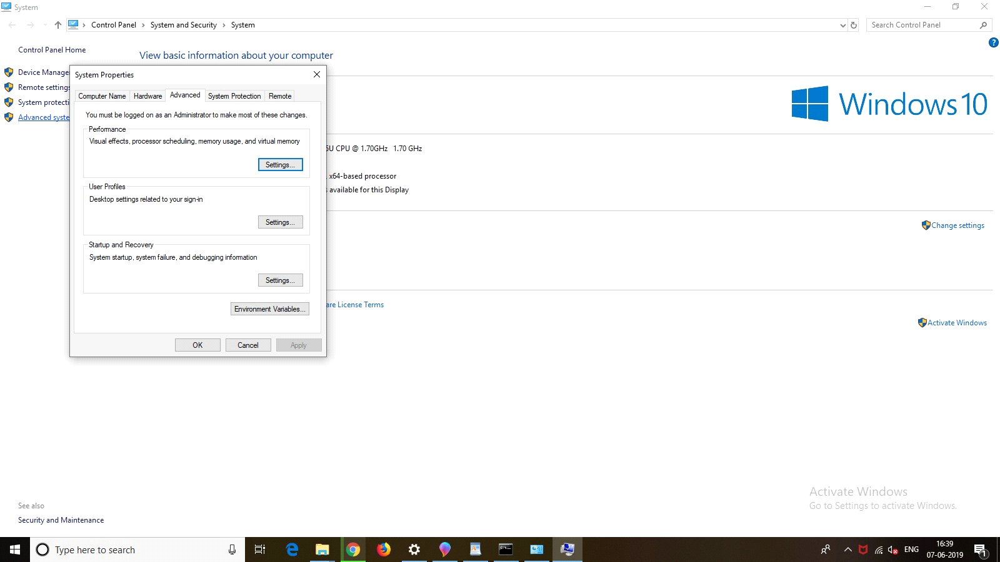 System
Control Panel > System and Security > System
Search Control Panel
Control Panel Home
View basic information about your computer
Device Manage
Remote settings
System protecti
Advanced syste
System Properties
Computer Name Hardware Advanced System Protection Remote
You must be logged on as an Administrator to make most of these changes.
Performance
Visual effects, processor scheduling, memory usage, and virtual memory
Settings...
User Profiles
Desktop settings related to your sign-in
Settings...
Startup and Recovery
System startup, system failure, and debugging information
Settings...
Environment Variables...
OK Cancel Apply
Windows 10
U CPU @ 1.70GHz 1.70 GHz
x64-based processor
available for this Display
Change settings
are License Terms
Activate Windows
Activate Windows
Go to Settings to activate Windows.
See also
Security and Maintenance
Type here to search
ENG
16:39
07-06-2019
1